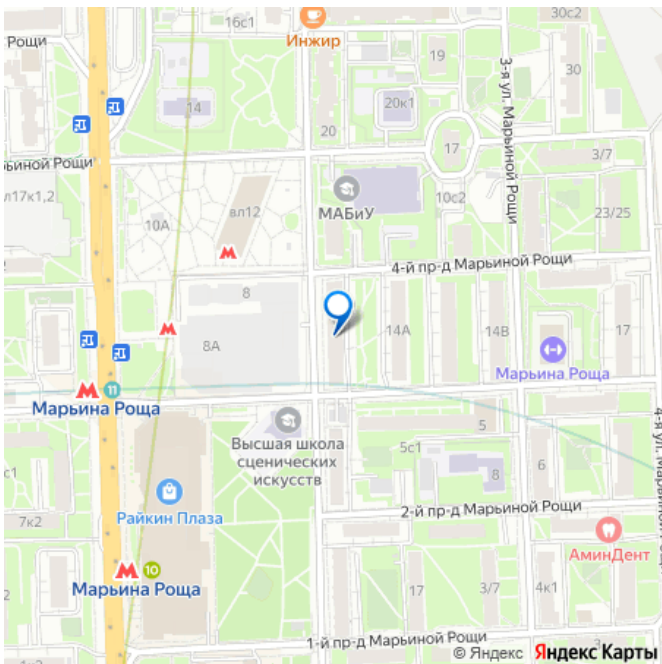 16с1
30с2
Инжир
Рощи
3-я ул. Марьиной Рощи
19
30
14
20к1
20
17
3/7
ьиной Рощи
л17к1,2
МАБиУ
вл12
10с2
10А
23/25
4-й пр-д Марьиной Рощи
8
8А
14А
14В
17
Марьина Роща
М
11
Марьина Роща
Высшая школа
сценических
искусств
5
5с1
8
6
4-я ул. Марьиной Рощ
с1
Райкин Плаза
7к2
2-й пр-д Марьиной Рощи
АминДент
М
10
Марьина Роща
17
3/7
4к1
1-й пр-д Марьиной Рощи
3
© Яндекс Яндекс Карты